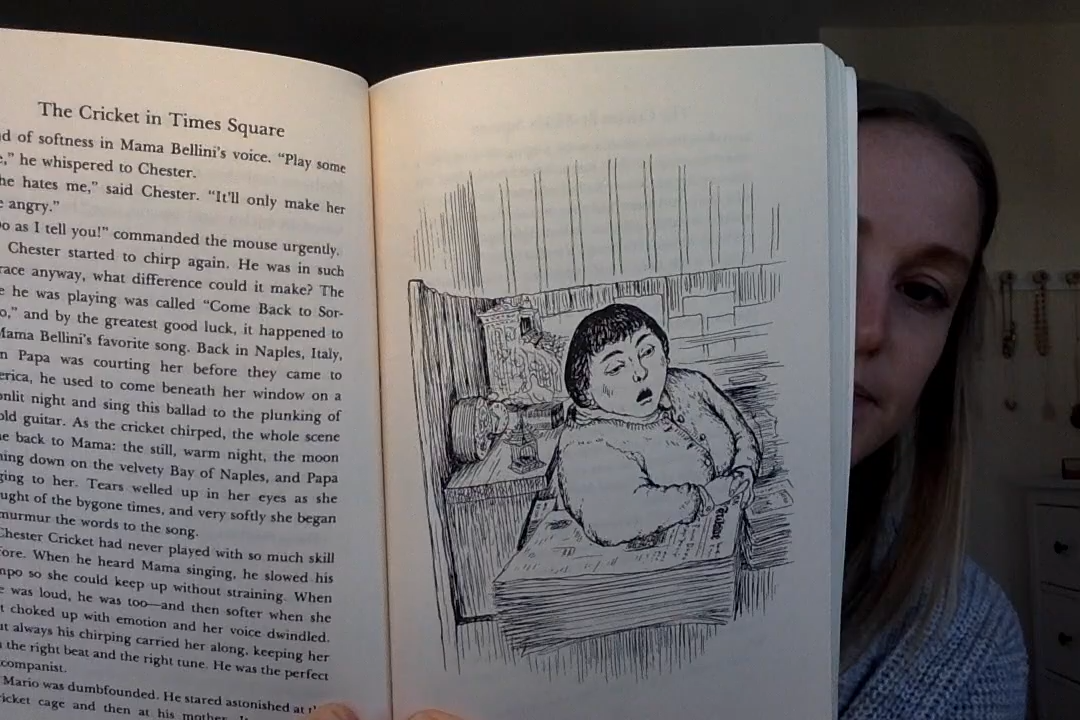 The Cricket in Times Square
of softness in Mama Bellini's voice. “Play some
he whispered to Chester.
he hates me,” said Chester. “It'll only make her
angry.”
as I tell you!” commanded the mouse urgently.
Chester started to chirp again. He was in such
anyway, what difference could it make? The
he was playing was called “Come Back to Sor-
and by the greatest good luck, it happened to
Mama Bellini's favorite song. Back in Naples, Italy,
Papa was courting her before they came to
he used to come beneath her window on a
night and sing this ballad to the plunking of
old guitar. As the cricket chirped, the whole scene
back to Mama: the still, warm night, the moon
down on the velvety Bay of Naples, and Papa
to her. Tears welled up in her eyes as she
of the bygone times, and very softly she began
murmur the words to the song.
Chester Cricket had never played with so much skill
When he heard Mama singing, he slowed his
so she could keep up without straining. When
was loud, he was too—and then softer when she
choked up with emotion and her voice dwindled.
always his chirping carried her along, keeping her
the right beat and the right tune. He was the perfect
Mario was dumbfounded. He stared astonished at
cage and then at his mother.